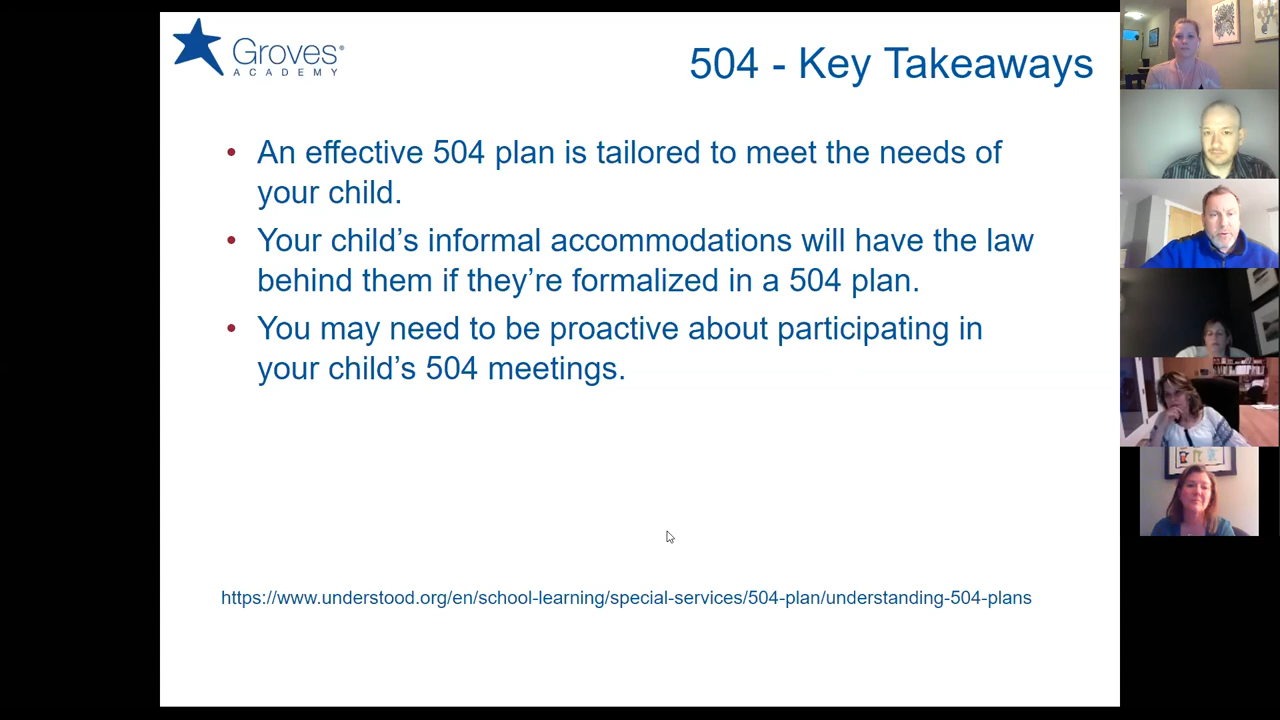 Groves®
ACADEMY
504 - Key Takeaways
• An effective 504 plan is tailored to meet the needs of
your child.
• Your child’s informal accommodations will have the law
behind them if they’re formalized in a 504 plan.
• You may need to be proactive about participating in
your child’s 504 meetings.
https://www.understood.org/en/school-learning/special-services/504-plan/understanding-504-plans